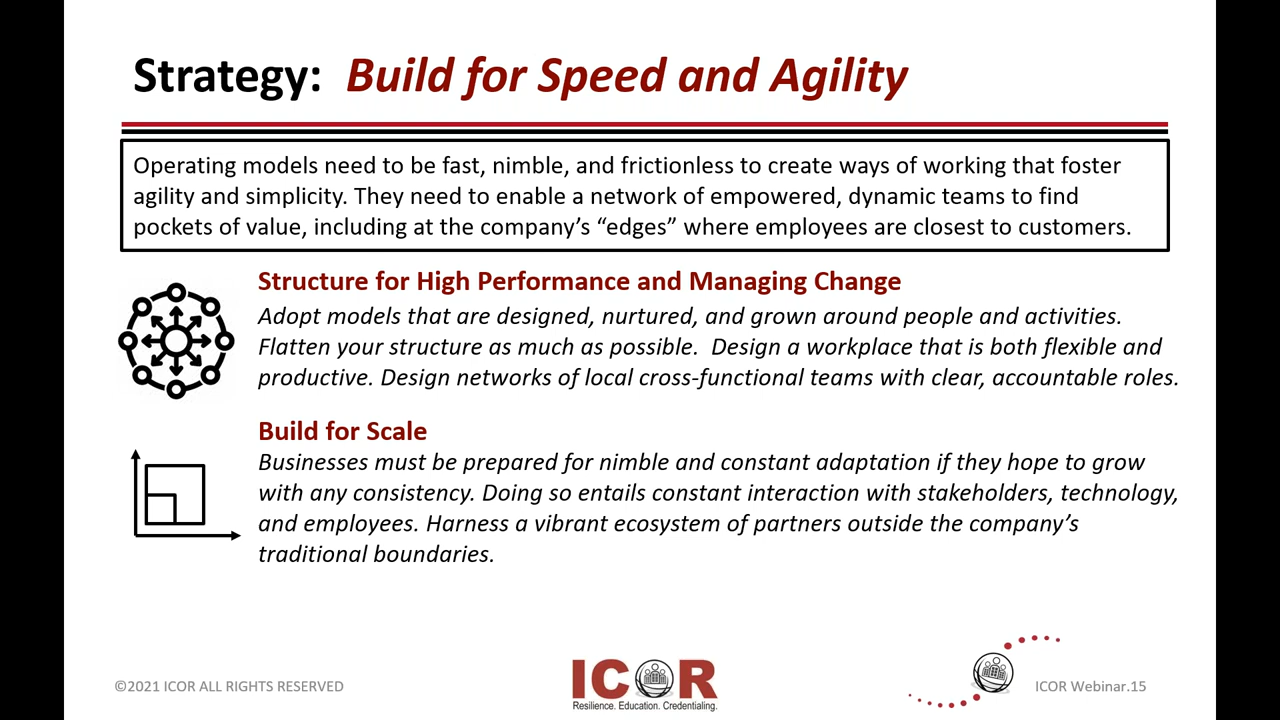 Strategy: Build for Speed and Agility
Operating models need to be fast, nimble, and frictionless to create ways of working that foster
agility and simplicity. They need to enable a network of empowered, dynamic teams to find
pockets of value, including at the company’s “edges” where employees are closest to customers.
Structure for High Performance and Managing Change
Adopt models that are designed, nurtured, and grown around people and activities.
Flatten your structure as much as possible.  Design a workplace that is both flexible and
productive. Design networks of local cross-functional teams with clear, accountable roles.
Build for Scale
Businesses must be prepared for nimble and constant adaptation if they hope to grow
with any consistency. Doing so entails constant interaction with stakeholders, technology,
and employees. Harness a vibrant ecosystem of partners outside the company’s
traditional boundaries.
©2021 ICOR ALL RIGHTS RESERVED
ICOR
Resilience. Education. Credentialing.
ICOR Webinar.15